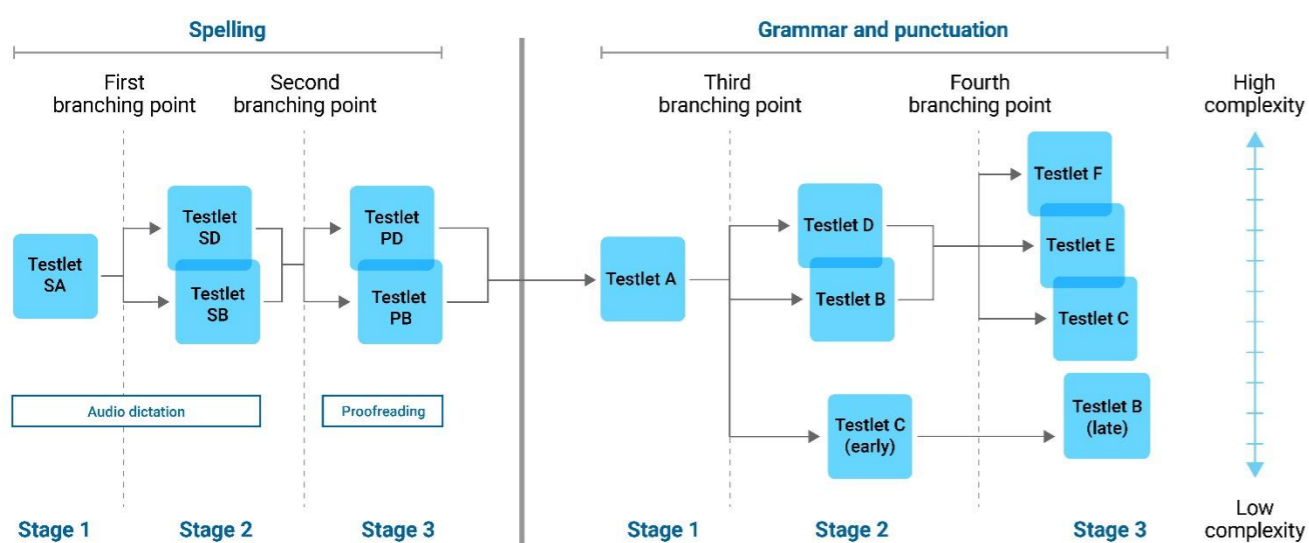 Spelling
Grammar and punctuation
First
branching point
Second
branching point
Third
branching point
Fourth
branching point
High
complexity
Testlet
SA
Testlet
SD
Testlet
SB
Testlet
PD
Testlet
PB
Testlet A
Testlet D
Testlet B
Testlet C
(early)
Testlet F
Testlet E
Testlet C
Testlet B
(late)
Audio dictation
Proofreading
Stage 1
Stage 2
Stage 3
Stage 1
Stage 2
Stage 3
Low
complexity